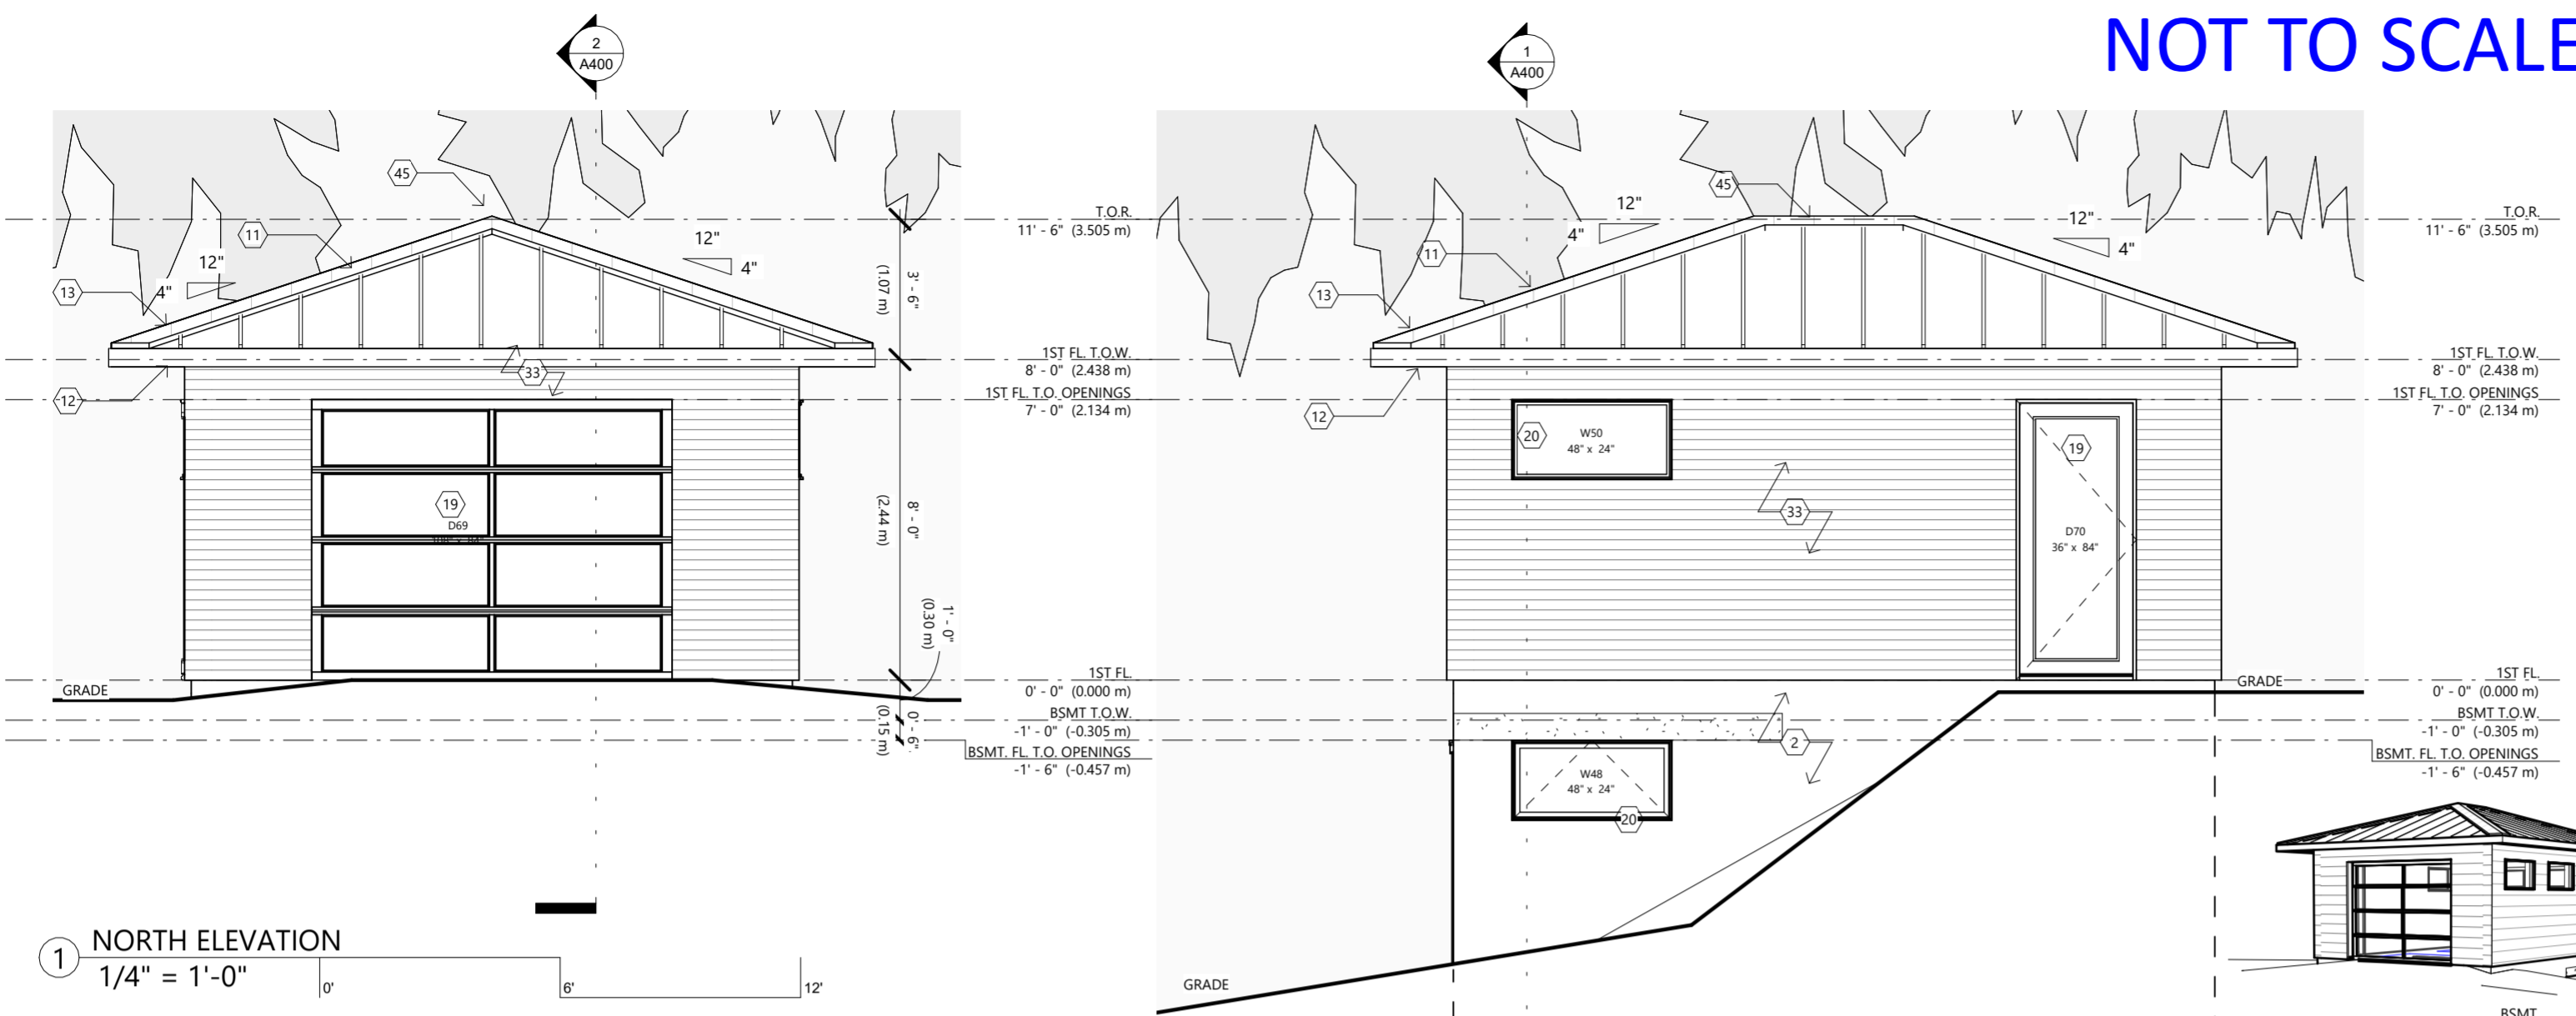 NOT TO SCALE
2
A400
1
A400
45
11
12"
4"
12"
4"
13
12
33
19
D69
3' - 6"
(1.07 m)
8' - 0"
(2.44 m)
1' - 0"
(0.30 m)
0' - 6"
(0.15 m)
GRADE
T.O.R.
11' - 6" (3.505 m)
1ST FL. T.O.W.
8' - 0" (2.438 m)
1ST FL. T.O. OPENINGS
7' - 0" (2.134 m)
1ST FL.
0' - 0" (0.000 m)
BSMT T.O.W.
-1' - 0" (-0.305 m)
BSMT. FL. T.O. OPENINGS
-1' - 6" (-0.457 m)
1
NORTH ELEVATION
1/4" = 1'-0"
0'
6'
12'
45
12"
4"
12"
4"
11
13
12
20
W50
48" x 24"
33
19
D70
36" x 84"
2
W48
48" x 24"
20
GRADE
GRADE
T.O.R.
11' - 6" (3.505 m)
1ST FL. T.O.W.
8' - 0" (2.438 m)
1ST FL. T.O. OPENINGS
7' - 0" (2.134 m)
1ST FL.
0' - 0" (0.000 m)
BSMT T.O.W.
-1' - 0" (-0.305 m)
BSMT. FL. T.O. OPENINGS
-1' - 6" (-0.457 m)
BSMT